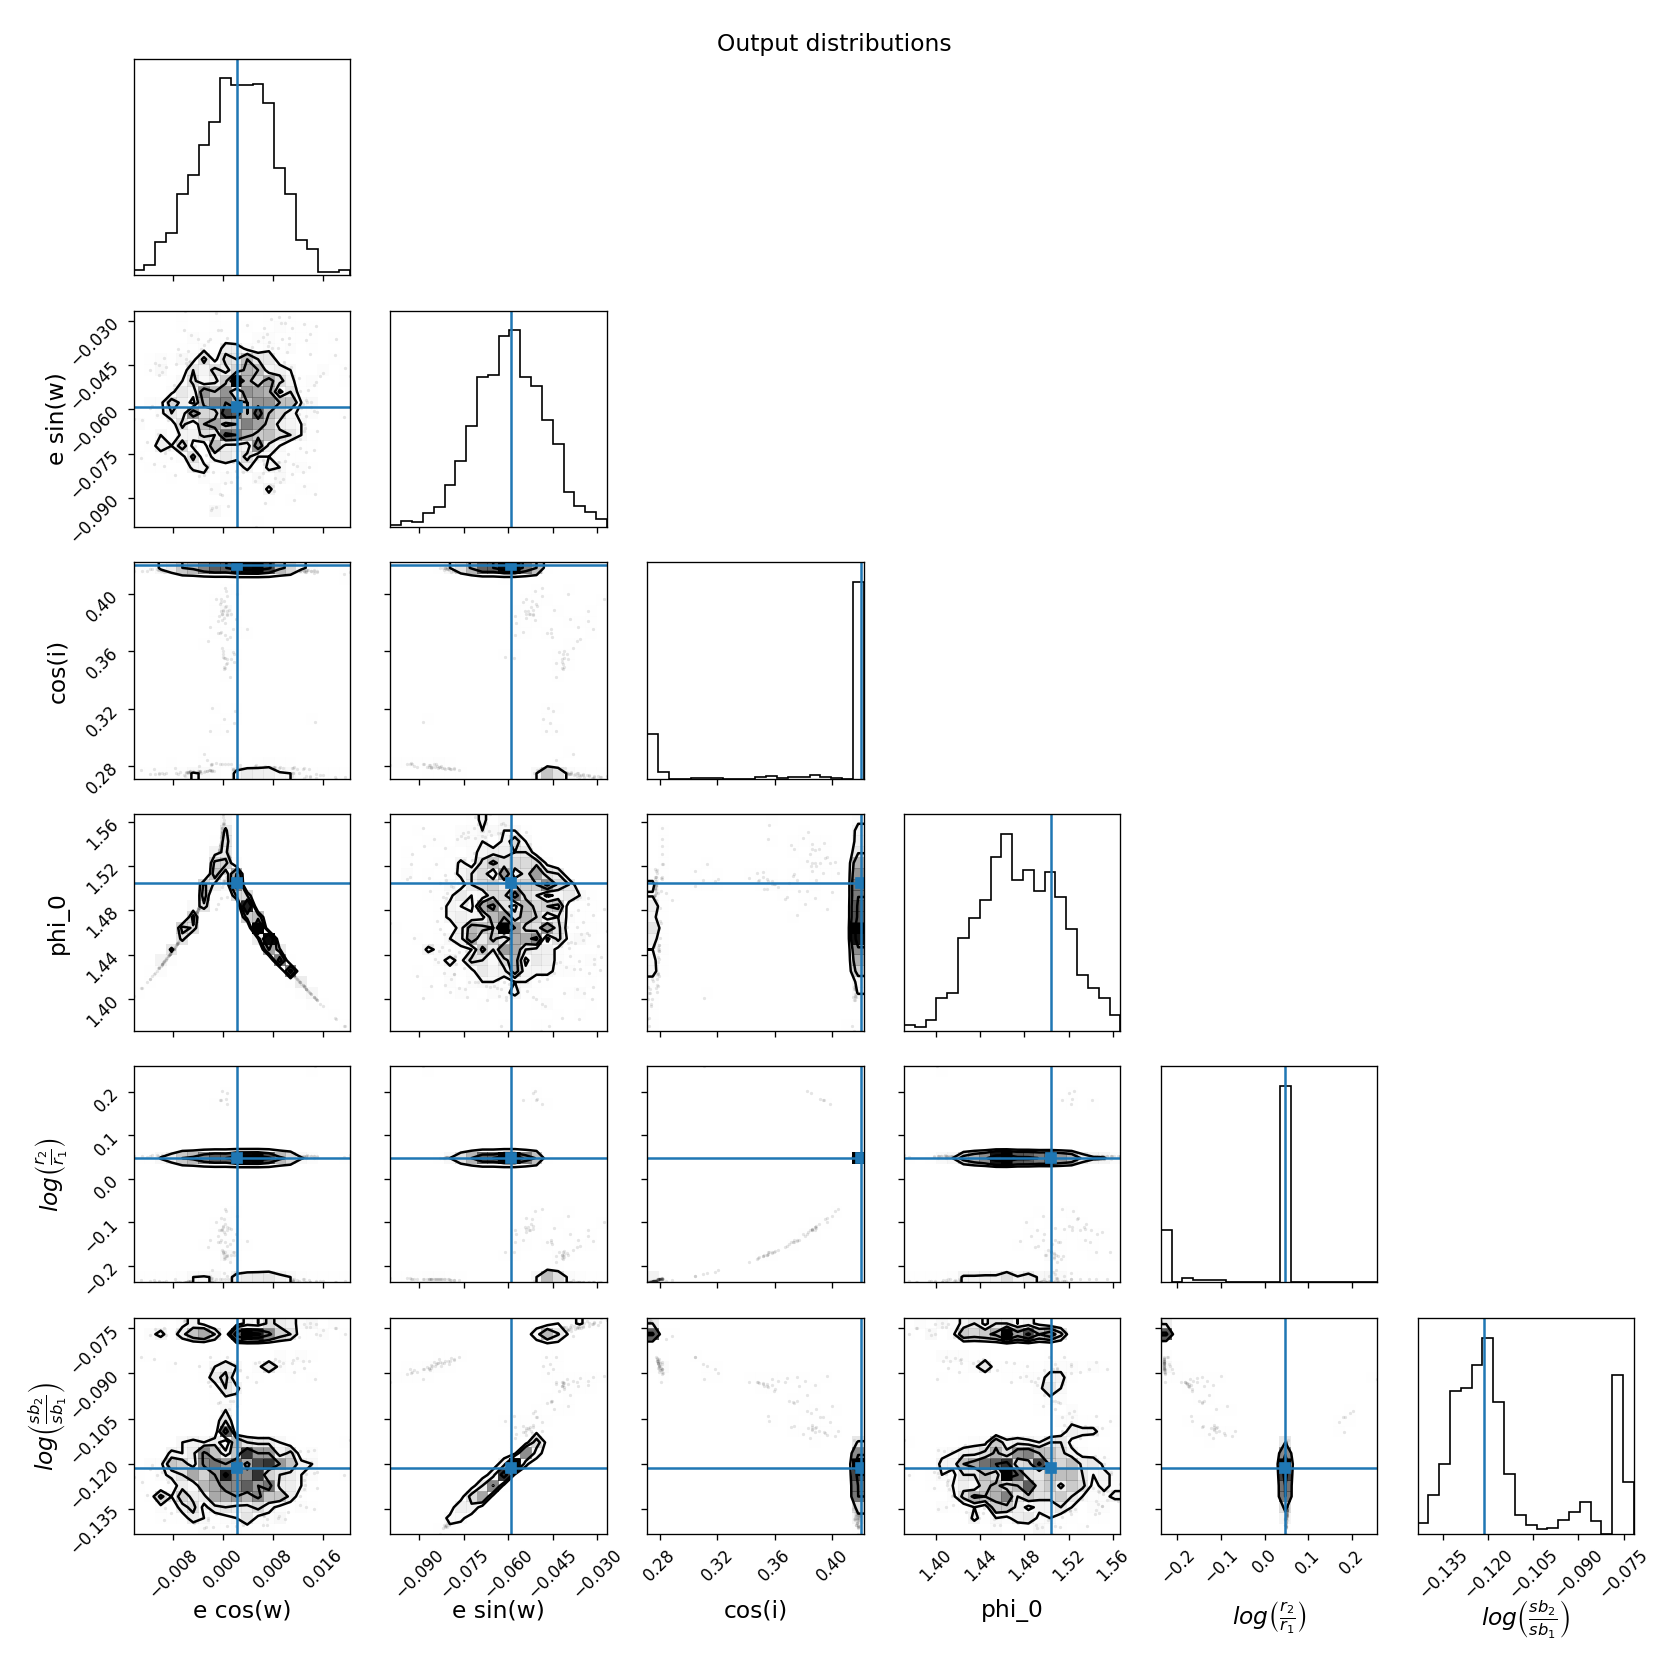 Output distributions
e sin(w)
−0.030
−0.045
−0.060
−0.075
−0.090
cos(i)
0.40
0.36
0.32
0.28
phi_0
1.56
1.52
1.48
1.44
1.40
log(r2/r1)
0.2
0.1
0.0
−0.1
−0.2
log(sb2/sb1)
−0.075
−0.090
−0.105
−0.120
−0.135
−0.008 0.000 0.008 0.016
−0.090 −0.075 −0.060 −0.045 −0.030
0.28 0.32 0.36 0.40
1.40 1.44 1.48 1.52 1.56
−0.2 −0.1 0.0 0.1 0.2
−0.135 −0.120 −0.105 −0.090 −0.075
e cos(w) e sin(w) cos(i) phi_0 log(r2/r1) log(sb2/sb1)